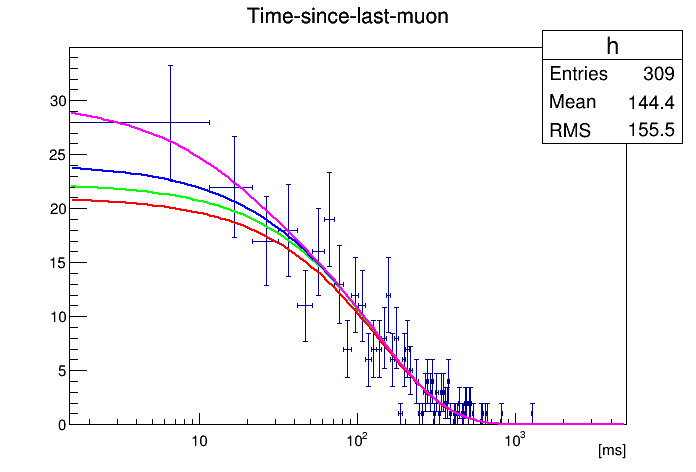 Time-since-last-muon
h
Entries 309
Mean 144.4
RMS 155.5
30
25
20
15
10
5
0
10 10² 10³
[ms]